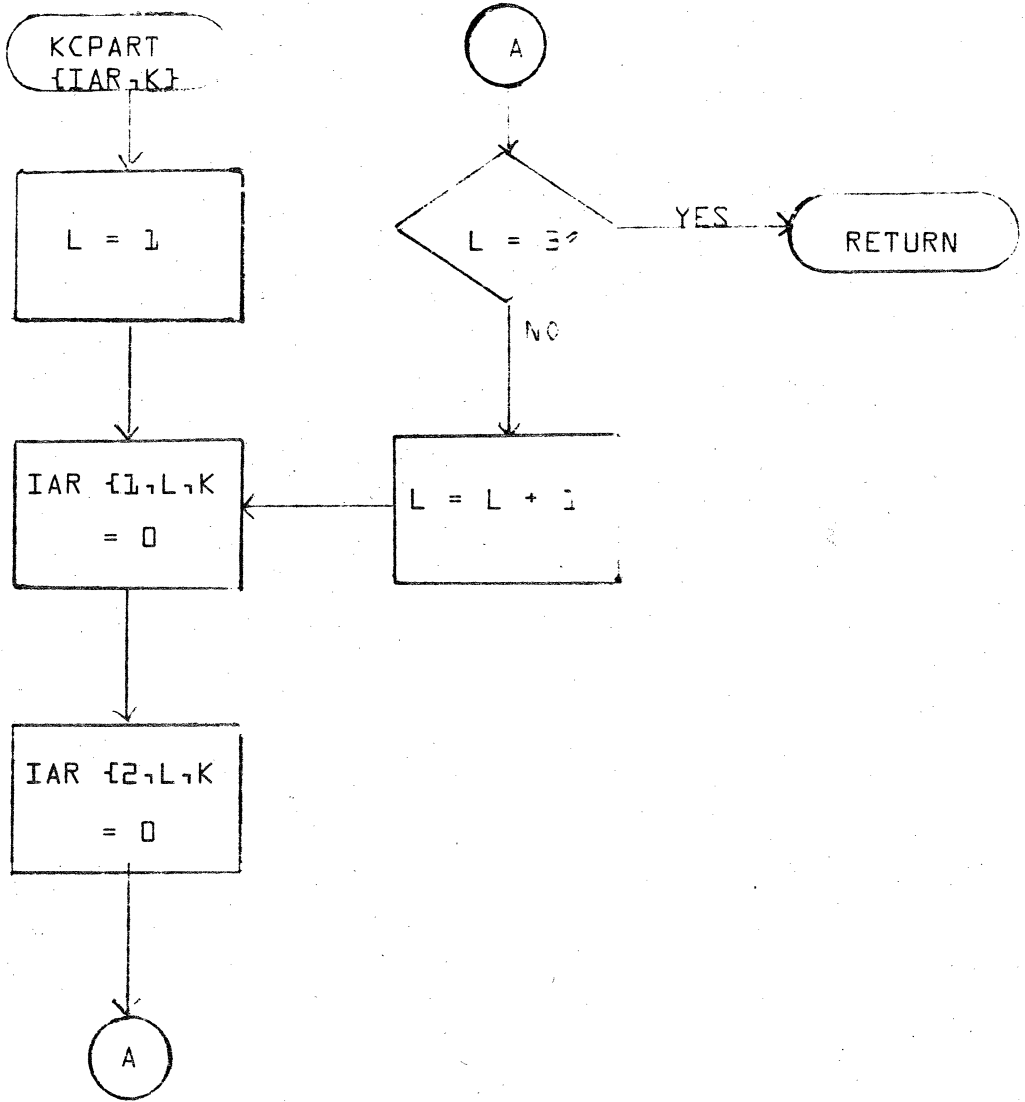 KCPART
{IAR,K}
L = 1
IAR {1,L,K
= 0
IAR {2,L,K
= 0
A
A
L = 3?
YES
RETURN
NO
L = L + 1